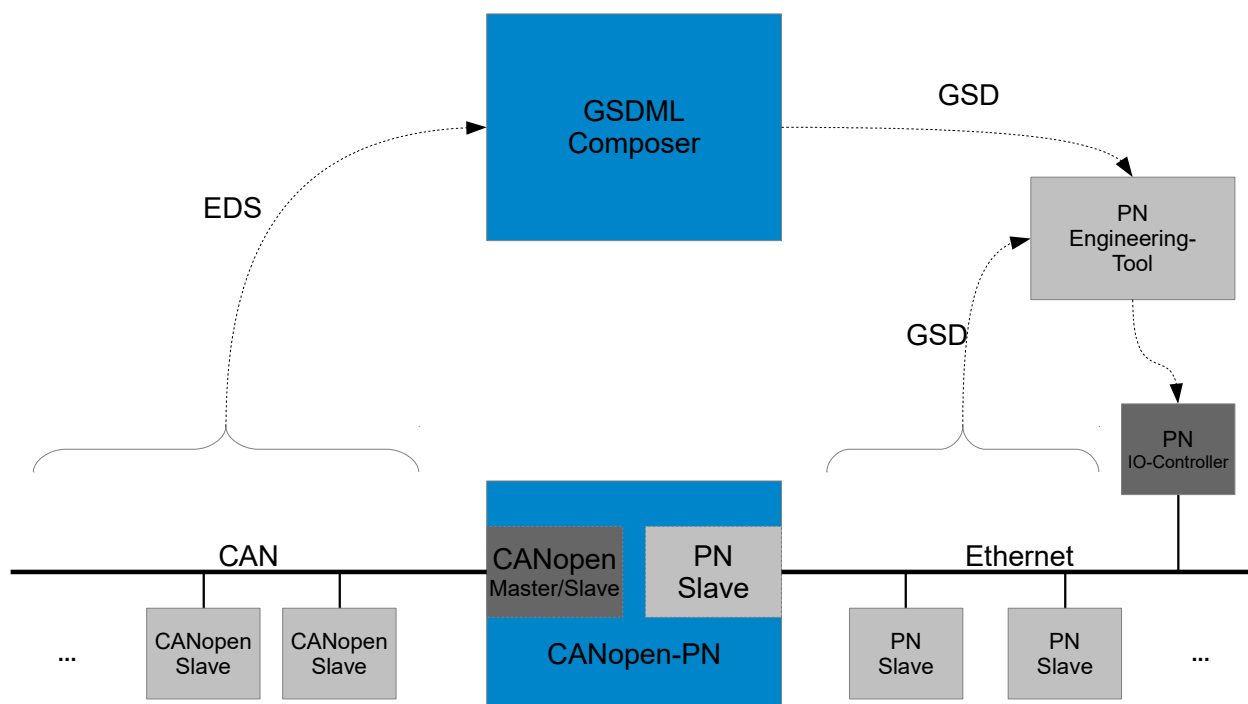 GSDML
Composer
GSD
EDS
PN
Engineering-
Tool
GSD
PN
IO-Controller
CAN
CANopen
Master/Slave
PN
Slave
Ethernet
CANopen-PN
...
CANopen
Slave
CANopen
Slave
PN
Slave
PN
Slave
...